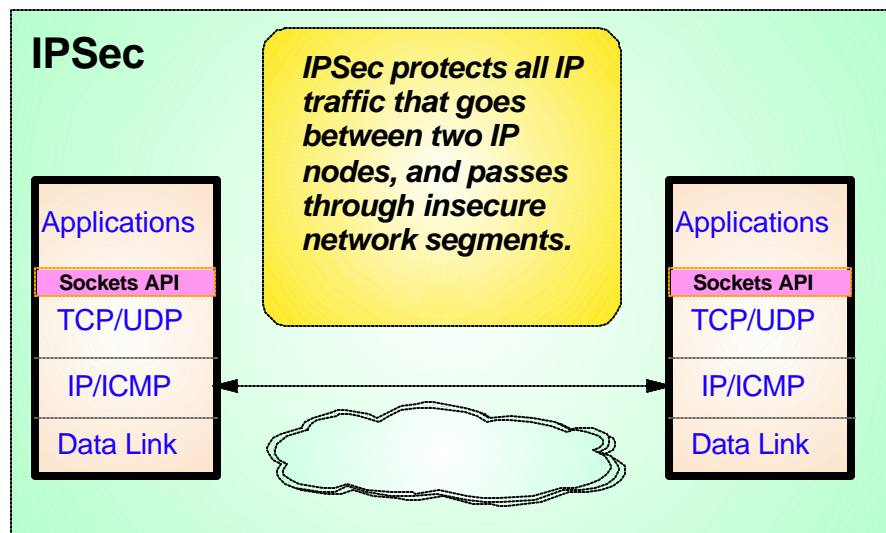 IPSec
IPSec protects all IP
traffic that goes
between two IP
nodes, and passes
through insecure
network segments.
Applications
Sockets API
TCP/UDP
IP/ICMP
Data Link
Applications
Sockets API
TCP/UDP
IP/ICMP
Data Link